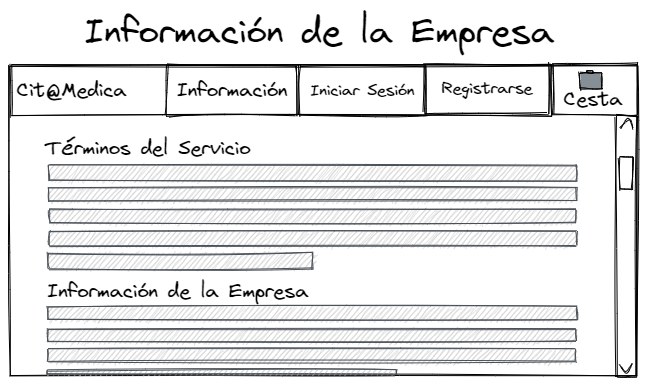 Información de la Empresa
Cit@Medica
Información
Iniciar Sesión
Registrarse
Cesta
Términos del Servicio
Información de la Empresa